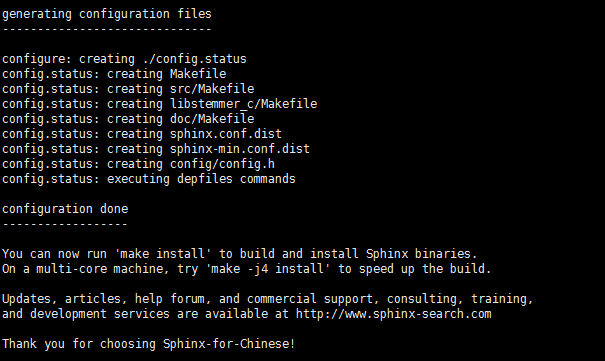 generating configuration files
------------------------------
configure: creating ./config.status
config.status: creating Makefile
config.status: creating src/Makefile
config.status: creating libstemmer_c/Makefile
config.status: creating doc/Makefile
config.status: creating sphinx.conf.dist
config.status: creating sphinx-min.conf.dist
config.status: creating config/config.h
config.status: executing depfiles commands
configuration done
------------------
You can now run 'make install' to build and install Sphinx binaries.
On a multi-core machine, try 'make -j4 install' to speed up the build.
Updates, articles, help forum, and commercial support, consulting, training,
and development services are available at http://www.sphinx-search.com
Thank you for choosing Sphinx-for-Chinese!